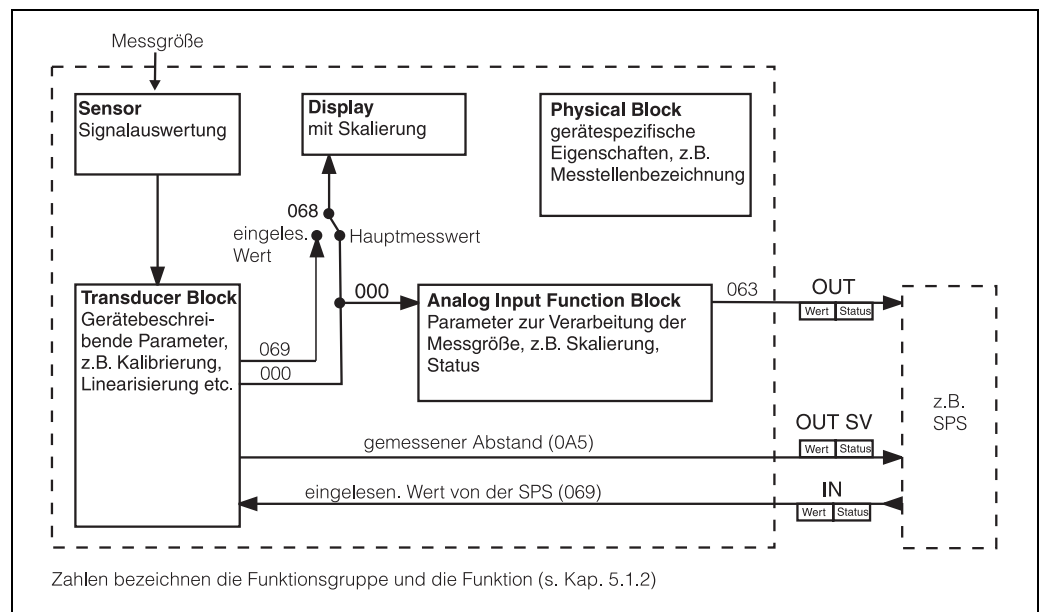 Messgröße
Sensor
Signalauswertung
Display
mit Skalierung
Physical Block
gerätespezifische
Eigenschaften, z.B.
Messtellenbezeichnung
068
eingeles.
Wert
Hauptmesswert
Transducer Block
Gerätebeschrei-
bende Parameter,
z.B. Kalibrierung,
Linearisierung etc.
069
000
000
Analog Input Function Block
Parameter zur Verarbeitung der
Messgröße, z.B. Skalierung,
Status
063
OUT
Wert Status
z.B.
SPS
gemessener Abstand (0A5)
OUT SV
Wert Status
eingelesen. Wert von der SPS (069)
IN
Wert Status
Zahlen bezeichnen die Funktionsgruppe und die Funktion (s. Kap. 5.1.2)